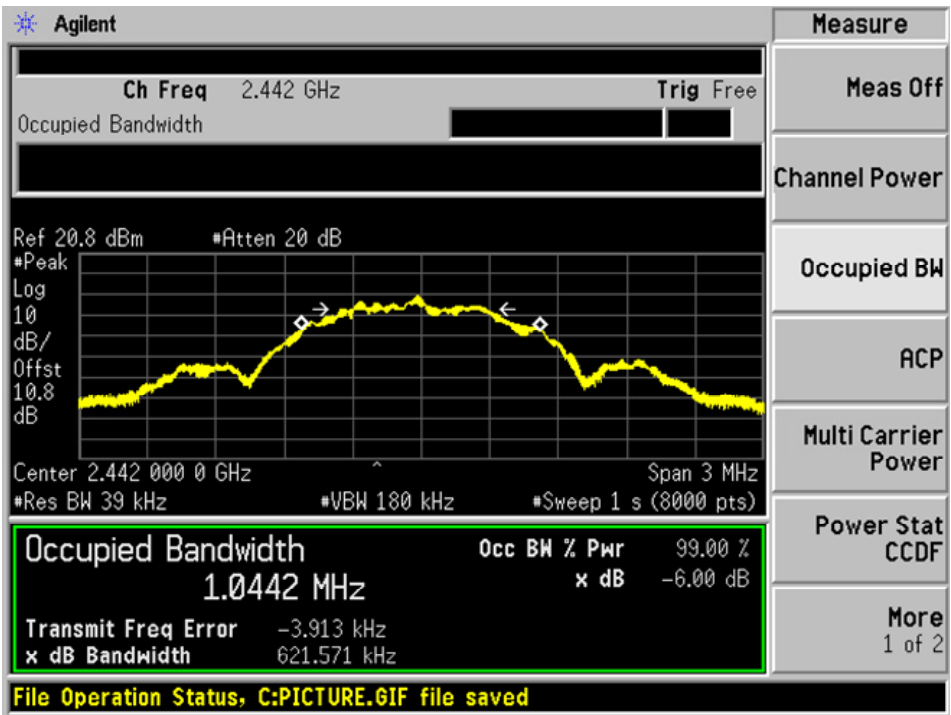 Agilent
Measure
Ch Freq 2.442 GHz Trig Free
Occupied Bandwidth
Meas Off
Channel Power
Occupied BW
ACP
Multi Carrier
Power
Power Stat
CCDF
More
1 of 2
Ref 20.8 dBm #Atten 20 dB
#Peak
Log
10
dB/
Offst
10.8
dB
Center 2.442 000 0 GHz ^ Span 3 MHz
#Res BW 39 kHz #VBW 180 kHz #Sweep 1 s (8000 pts)
Occupied Bandwidth Occ BW % Pwr 99.00 %
1.0442 MHz x dB -6.00 dB
Transmit Freq Error -3.913 kHz
x dB Bandwidth 621.571 kHz
File Operation Status, C:PICTURE.GIF file saved